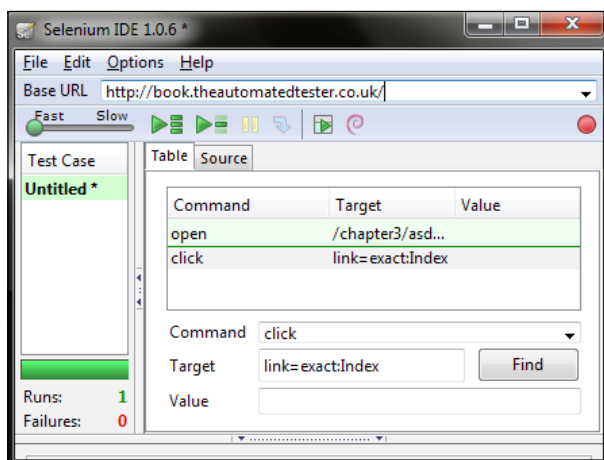 Selenium IDE 1.0.6 *
File Edit Options Help
Base URL http://book.theautomatedtester.co.uk/
Fast Slow
Test Case
Untitled *
Runs: 1
Failures: 0
Table Source
Command Target Value
open /chapter3/asd...
click link=exact:Index
Command click
Target link=exact:Index Find
Value